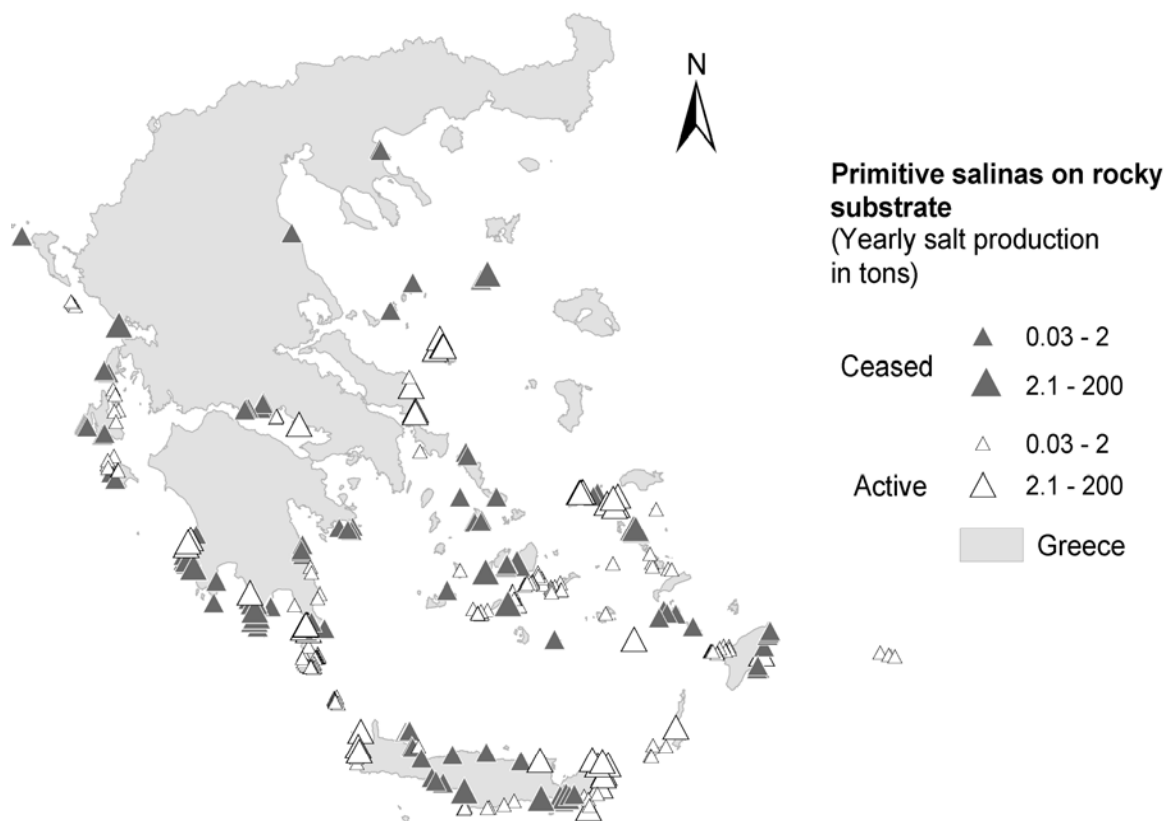 N
Primitive salinas on rocky
substrate
(Yearly salt production
in tons)
Ceased
0.03 - 2
2.1 - 200
Active
0.03 - 2
2.1 - 200
Greece